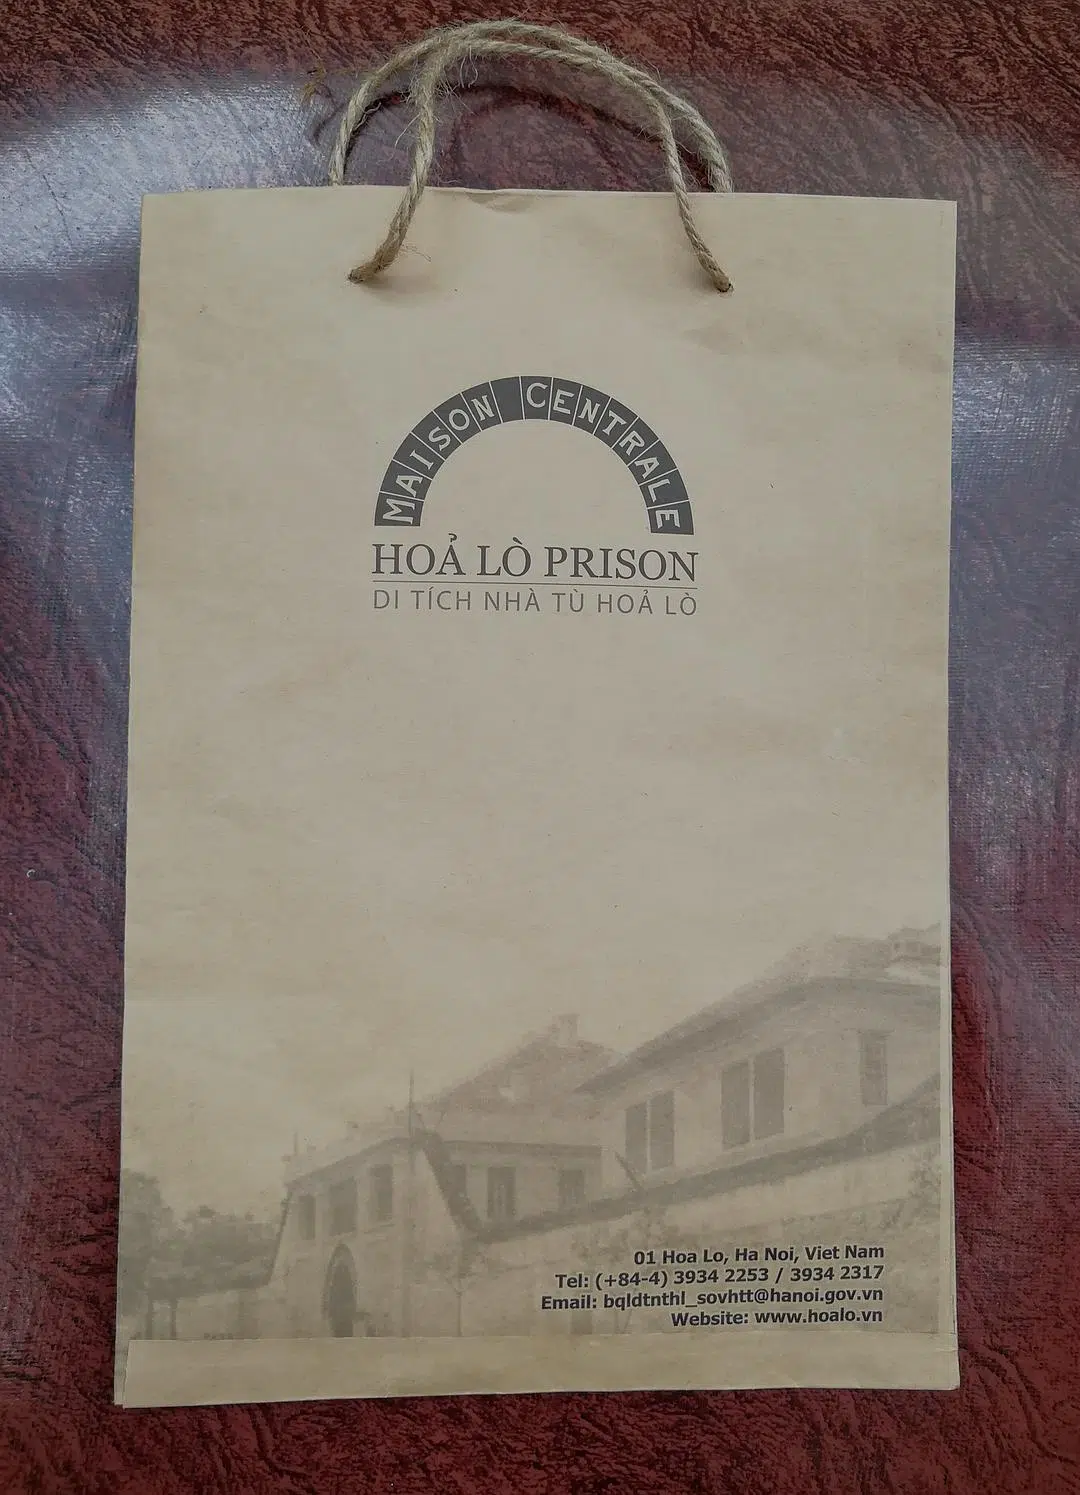 MAISON CENTRALE
HOẢ LÒ PRISON
DI TÍCH NHÀ TÙ HOẢ LÒ
01 Hoa Lo, Ha Noi, Viet Nam
Tel: (+84-4) 3934 2253 / 3934 2317
Email: bqldtnthl_sovhtt@hanoi.gov.vn
Website: www.hoalo.vn